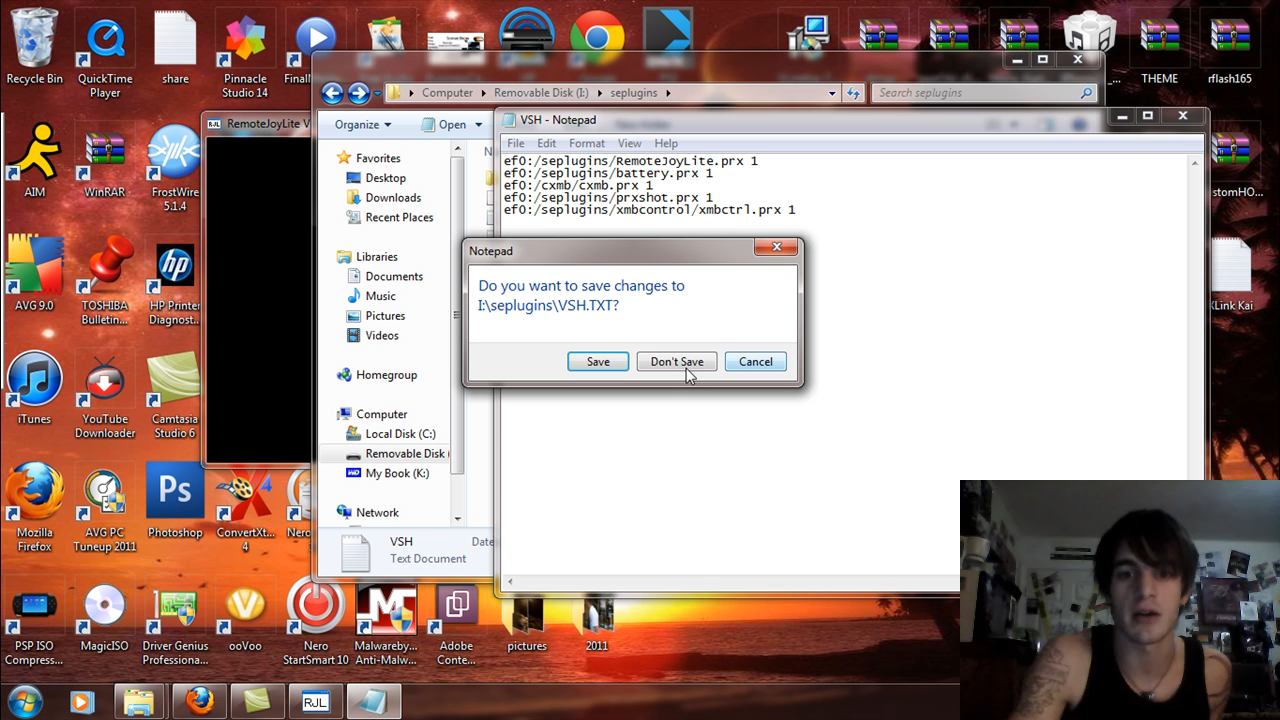 Recycle Bin
QuickTime
Player
share
Pinnacle
Studio 14
THEME
rflash165
AIM
WinRAR
FrostWire
5.1.4
AVG 9.0
TOSHIBA
Bulletin...
HP Printer
iTunes
YouTube
Downloader
Camtasia
Studio 6
Mozilla
Firefox
AVG PC
Tuneup 2011
Photoshop
ConvertXt...
4
PSP ISO
Compress...
MagicISO
Driver Genius
Professiona...
ooVoo
Nero
StartSmart 10
Malwareby...
Anti-Malw...
Adobe
Conte...
pictures
2011
XLink Kai
RJL RemoteJoyLite V
Computer
Removable Disk (I:)
seplugins
Search seplugins
Organize
Open
Favorites
Desktop
Downloads
Recent Places
Libraries
Documents
Music
Pictures
Videos
Homegroup
Computer
Local Disk (C:)
Removable Disk (
My Book (K:)
Network
VSH
Date
Text Document
VSH - Notepad
File Edit Format View Help
ef0:/seplugins/RemoteJoyLite.prx 1
ef0:/seplugins/battery.prx 1
ef0:/cxmb/cxmb.prx 1
ef0:/seplugins/prxshot.prx 1
ef0:/seplugins/xmbcontrol/xmbctrl.prx 1
Notepad
Do you want to save changes to
I:\seplugins\VSH.TXT?
Save
Don't Save
Cancel
RJL